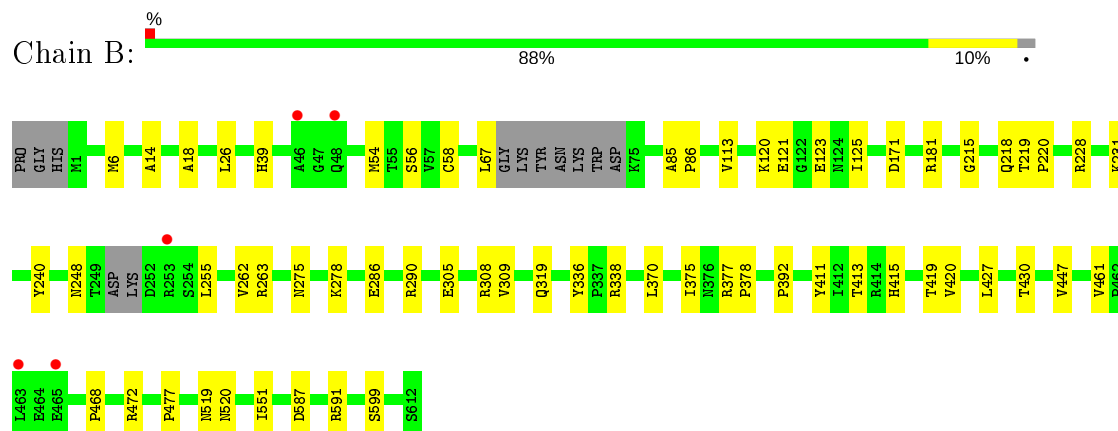 %
Chain B:
88% 10% •
PRO GLY HIS M1 M6 A14 A18 L26 H39 A46 G47 Q48 M54 T55 S56 V57 C58 L67 GLY LYS TYR ASN LYS TRP ASP K75 A85 P86 V113 K120 E121 G122 E123 N124 I125 D171 R181 G215 Q218 T219 P220 R228 K231
Y240 N248 T249 ASP LYS D252 R253 S254 L255 V262 R263 N275 K278 E286 R290 E305 R308 V309 Q319 Y336 P337 R338 L370 I375 N376 R377 P378 P392 Y411 I412 T413 R414 H415 T419 V420 L427 T430 V447 V461 P462
L463 E464 E465 P468 R472 P477 N519 N520 I551 D587 R591 S599 S612